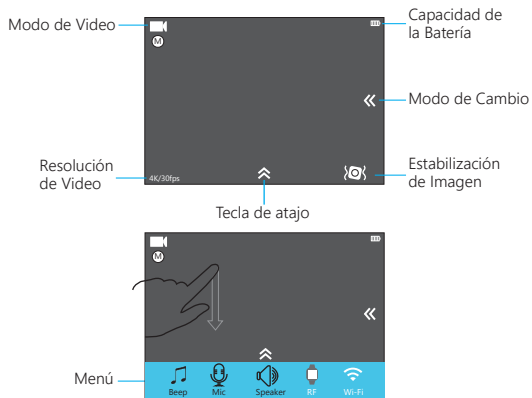 Modo de Video
Capacidad de
la Batería
M
Modo de Cambio
Resolución
de Video
4K/30fps
Estabilización
de Imagen
Tecla de atajo
M
Menú
Beep
Mic
Speaker
RF
Wi-Fi